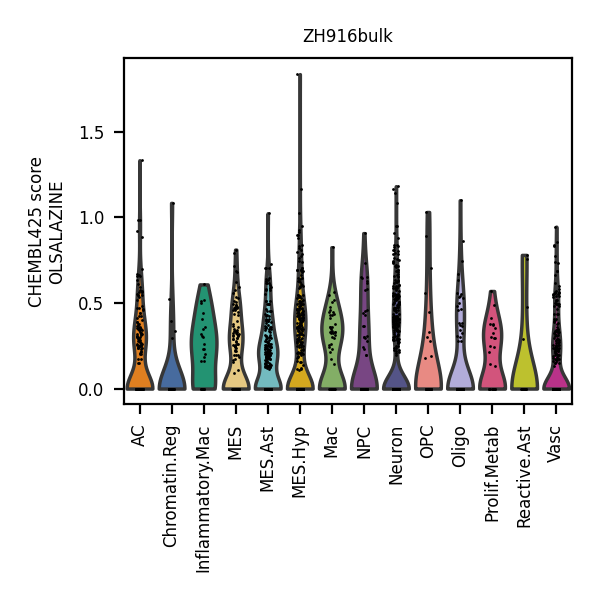 ZH916bulk
CHEMBL425 score
OLSALAZINE
1.5
1.0
0.5
0.0
AC
Chromatin.Reg
Inflammatory.Mac
MES
MES.Ast
MES.Hyp
Mac
NPC
Neuron
OPC
Oligo
Prolif.Metab
Reactive.Ast
Vasc